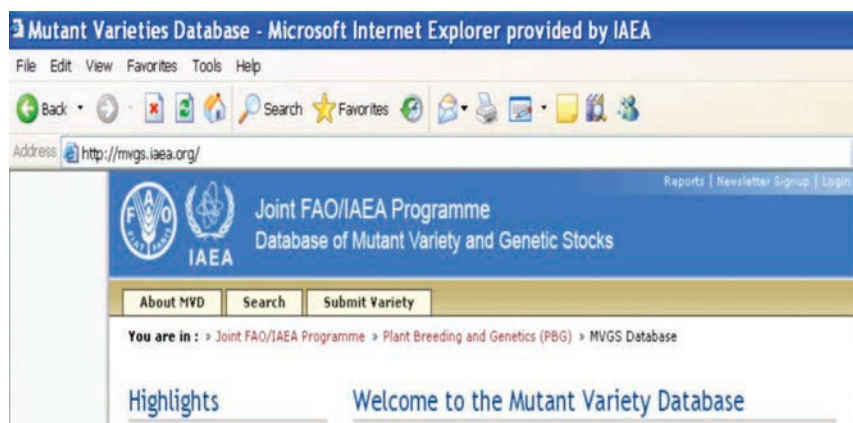 Mutant Varieties Database - Microsoft Internet Explorer provided by IAEA
File Edit View Favorites Tools Help
Back Search Favorites
Address http://mvgs.iaea.org/
Reports | Newsletter Signup | Login
FAO
FIAT PANIS
IAEA
Joint FAO/IAEA Programme
Database of Mutant Variety and Genetic Stocks
About MVD Search Submit Variety
You are in : » Joint FAO/IAEA Programme » Plant Breeding and Genetics (PBG) » MVGS Database
Highlights Welcome to the Mutant Variety Database